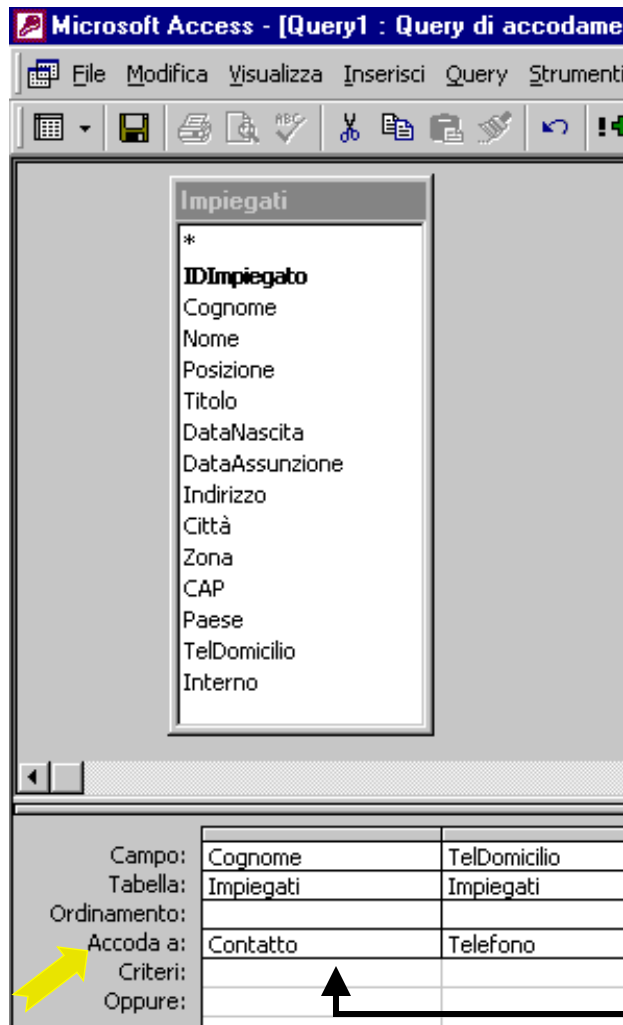 Microsoft Access - [Query1 : Query di accodame
File Modifica Visualizza Inserisci Query Strumenti
ABC
Impiegati
*
IDImpiegato
Cognome
Nome
Posizione
Titolo
DataNascita
DataAssunzione
Indirizzo
Città
Zona
CAP
Paese
TelDomicilio
Interno
Campo: Cognome TelDomicilio
Tabella: Impiegati Impiegati
Ordinamento:
Accoda a: Contatto Telefono
Criteri:
Oppure: